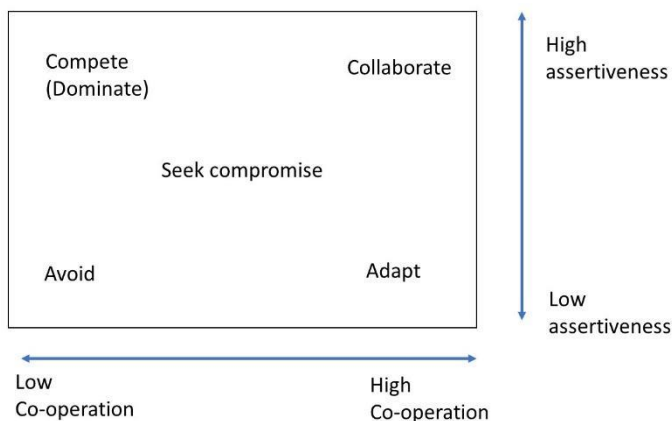 Compete
(Dominate)
Collaborate
High
assertiveness
Seek compromise
Avoid
Adapt
Low
assertiveness
Low
Co-operation
High
Co-operation